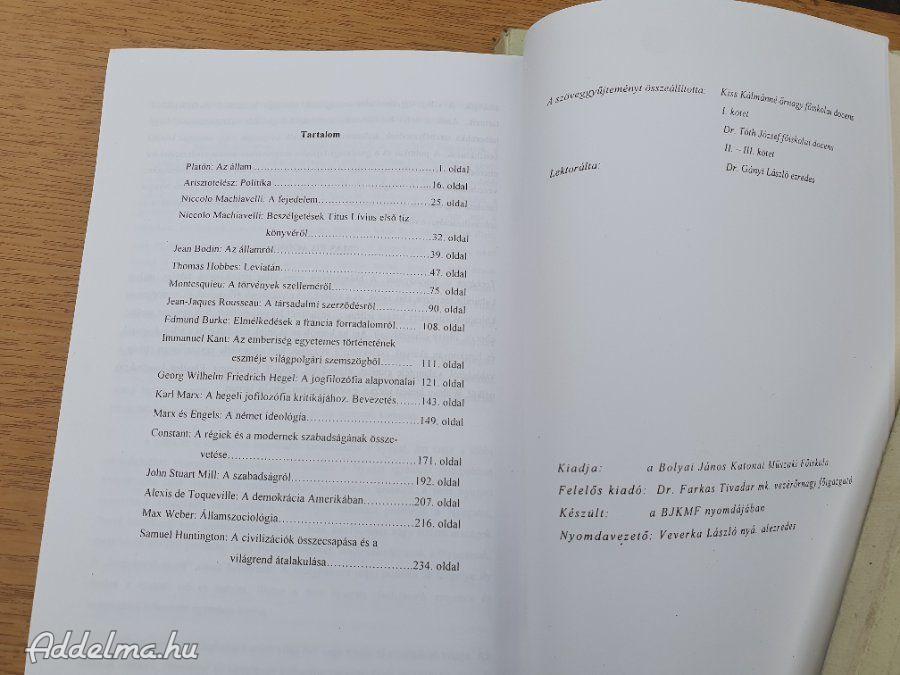 Tartalom
Platón: Az állam..................................................1. oldal
Arisztotelész: Politika..........................................16. oldal
Niccolo Machiavelli: A fejedelem..............................25. oldal
Niccolo Machiavelli: Beszélgetések Titus Lívius első tíz
könyvéről...............................32. oldal
Jean Bodin: Az államról.........................................39. oldal
Thomas Hobbes: Leviatán......................................47. oldal
Montesquieu: A törvények szelleméről.........................75. oldal
Jean-Jaques Rousseau: A társadalmi szerződésről.............90. oldal
Edmund Burke: Elmélkedések a francia forradalomról...... 108. oldal
Immanuel Kant: Az emberiség egyetemes történetének
eszméje világpolgári szemszögből......... 111. oldal
Georg Wilhelm Friedrich Hegel: A jogfilozófia alapvonalai 121. oldal
Karl Marx: A hegeli jofilozófia kritikájához. Bevezetés.......143. oldal
Marx és Engels: A német ideológia.............................149. oldal
Constant: A régiek és a modernek szabadságának össze-
vetése.........................................171. oldal
John Stuart Mill: A szabadságról...............................192. oldal
Alexis de Toqueville: A demokrácia Amerikában............207. oldal
Max Weber: Államszociológia..................................216. oldal
Samuel Huntington: A civilizációk összecsapása és a
világrend átalakulása.....................234. oldal
A szöveggyűjteményt összeállította: Kiss Kálmánné őrnagy főiskolai docens
I. kötet
Dr. Tóth József főiskolai docens
II. – III. kötet
Lektorálta: Dr. Gányi László ezredes
Kiadja: a Bolyai János Katonai Műszaki Főiskola
Felelős kiadó: Dr. Farkas Tivadar mk. vezérőrnagy főigazgató
Készült: a BJKMF nyomdájában
Nyomdavezető: Veverka László nyá. alezredes
Addelma.hu